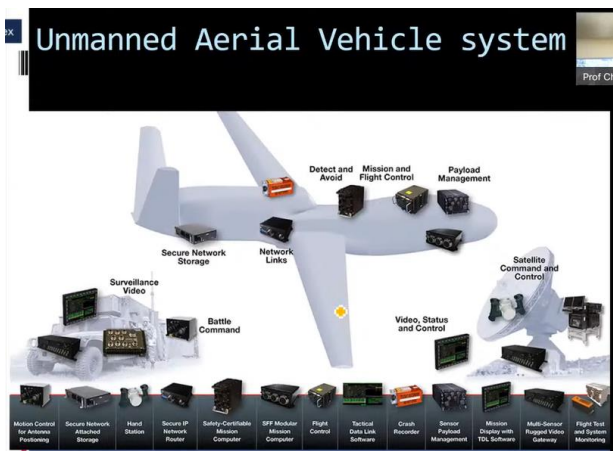 ex
Unmanned Aerial Vehicle system
Prof Ch
Detect and
Avoid
Mission and
Flight Control
Payload
Management
Secure Network
Storage
Network
Links
Surveillance
Video
Battle
Command
Satellite
Command and
Control
Video, Status
and Control
Motion Control
for Antenna
Postioning
Secure Network
Attached
Storage
Hand
Station
Secure IP
Network
Router
Safety-Certifiable
Mission
Computer
SFF Modular
Mission
Computer
Flight
Control
Tactical
Data Link
Software
Crash
Recorder
Sensor
Payload
Management
Mission
Display with
TDL Software
Multi-Sensor
Rugged Video
Gateway
Flight Test
and System
Monitoring